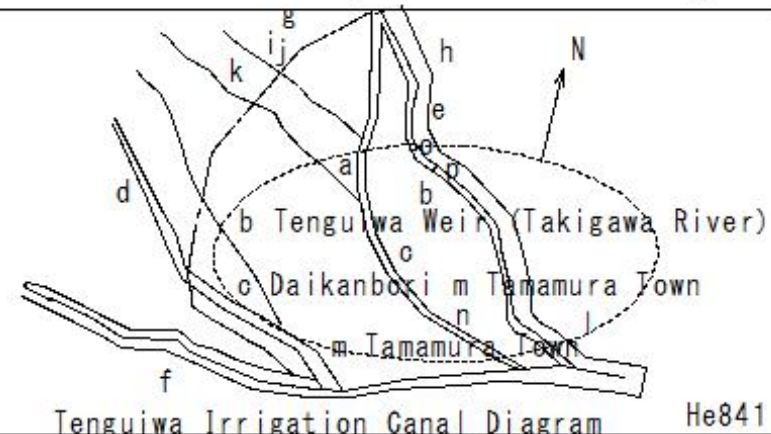 g
i j
h
k
N
e
o
a
p
d
b
b Tenguiwa Weir (Takigawa River)
c
c Daikanbori m Tamamura Town
n
l
m Tamamura Town
f
Tenguiwa Irrigation Canal Diagram
He841